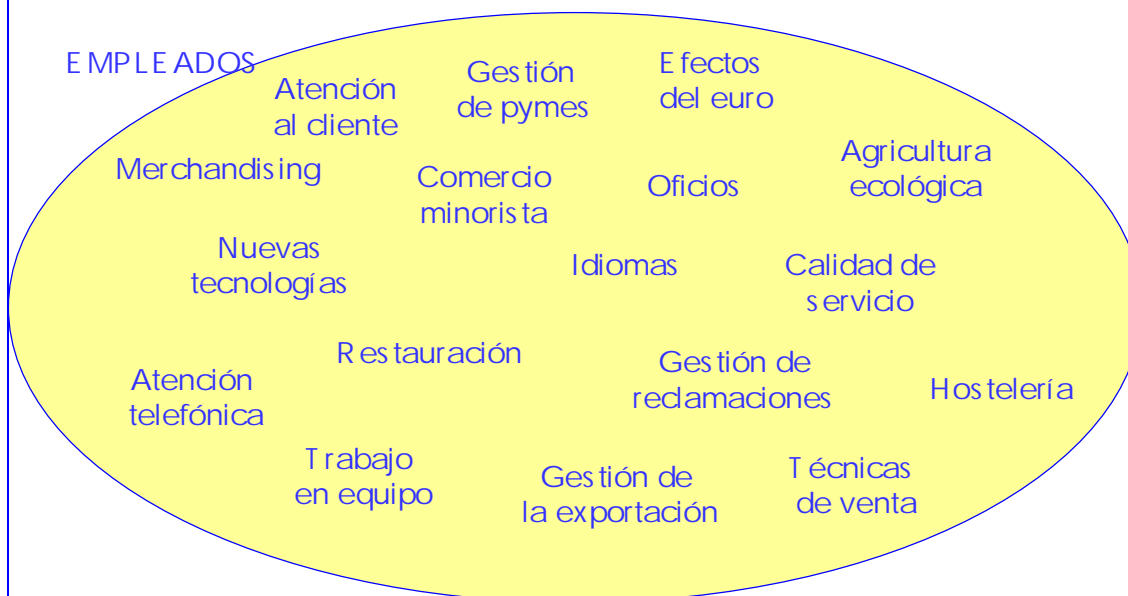 EMPLEADOS
Atención
al cliente
Gestión
de pymes
Efectos
del euro
Merchandising
Comercio
minorista
Oficios
Agricultura
ecológica
Nuevas
tecnologías
Idiomas
Calidad de
servicio
Restauración
Atención
telefónica
Gestión de
reclamaciones
Hostelería
Trabajo
en equipo
Gestión de
la exportación
Técnicas
de venta